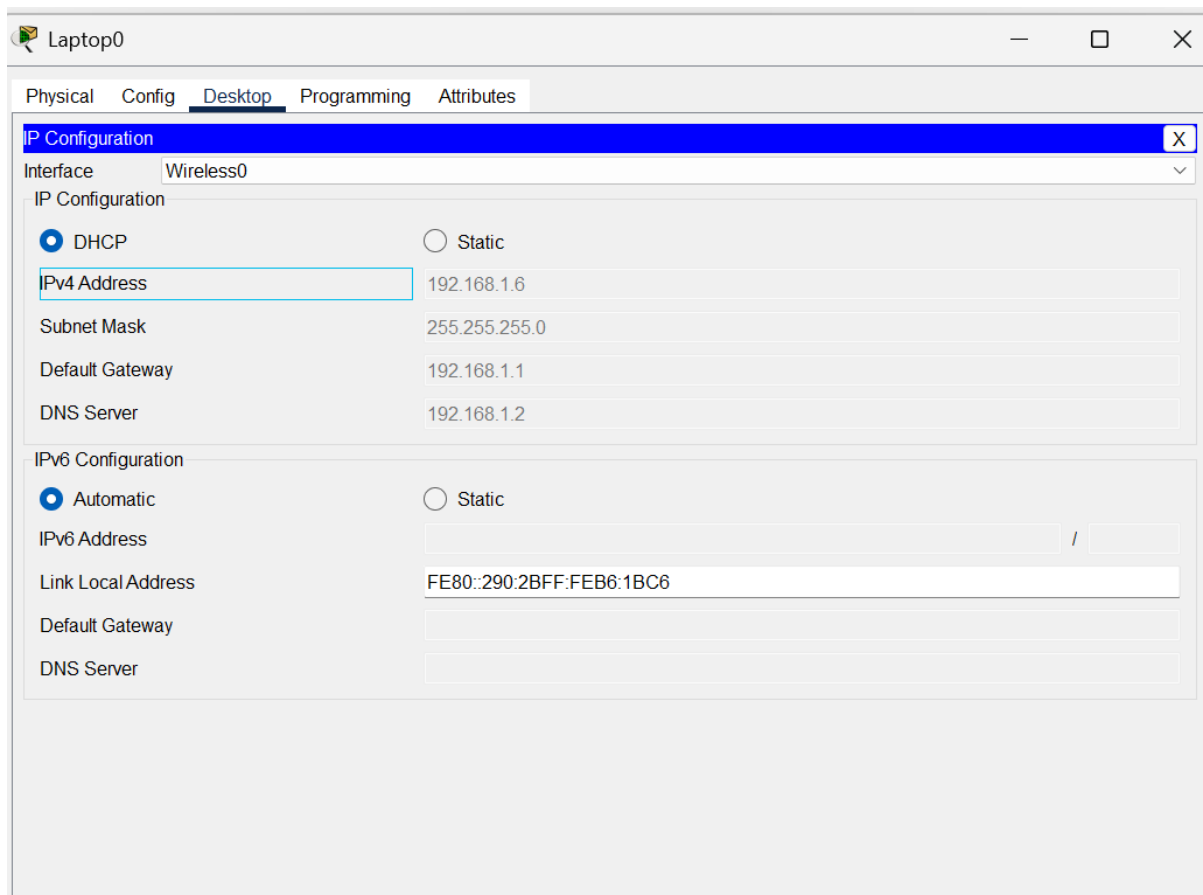 Laptop0
Physical Config Desktop Programming Attributes
IP Configuration X
Interface Wireless0
IP Configuration
DHCP Static
IPv4 Address 192.168.1.6
Subnet Mask 255.255.255.0
Default Gateway 192.168.1.1
DNS Server 192.168.1.2
IPv6 Configuration
Automatic Static
IPv6 Address /
Link Local Address FE80::290:2BFF:FEB6:1BC6
Default Gateway
DNS Server